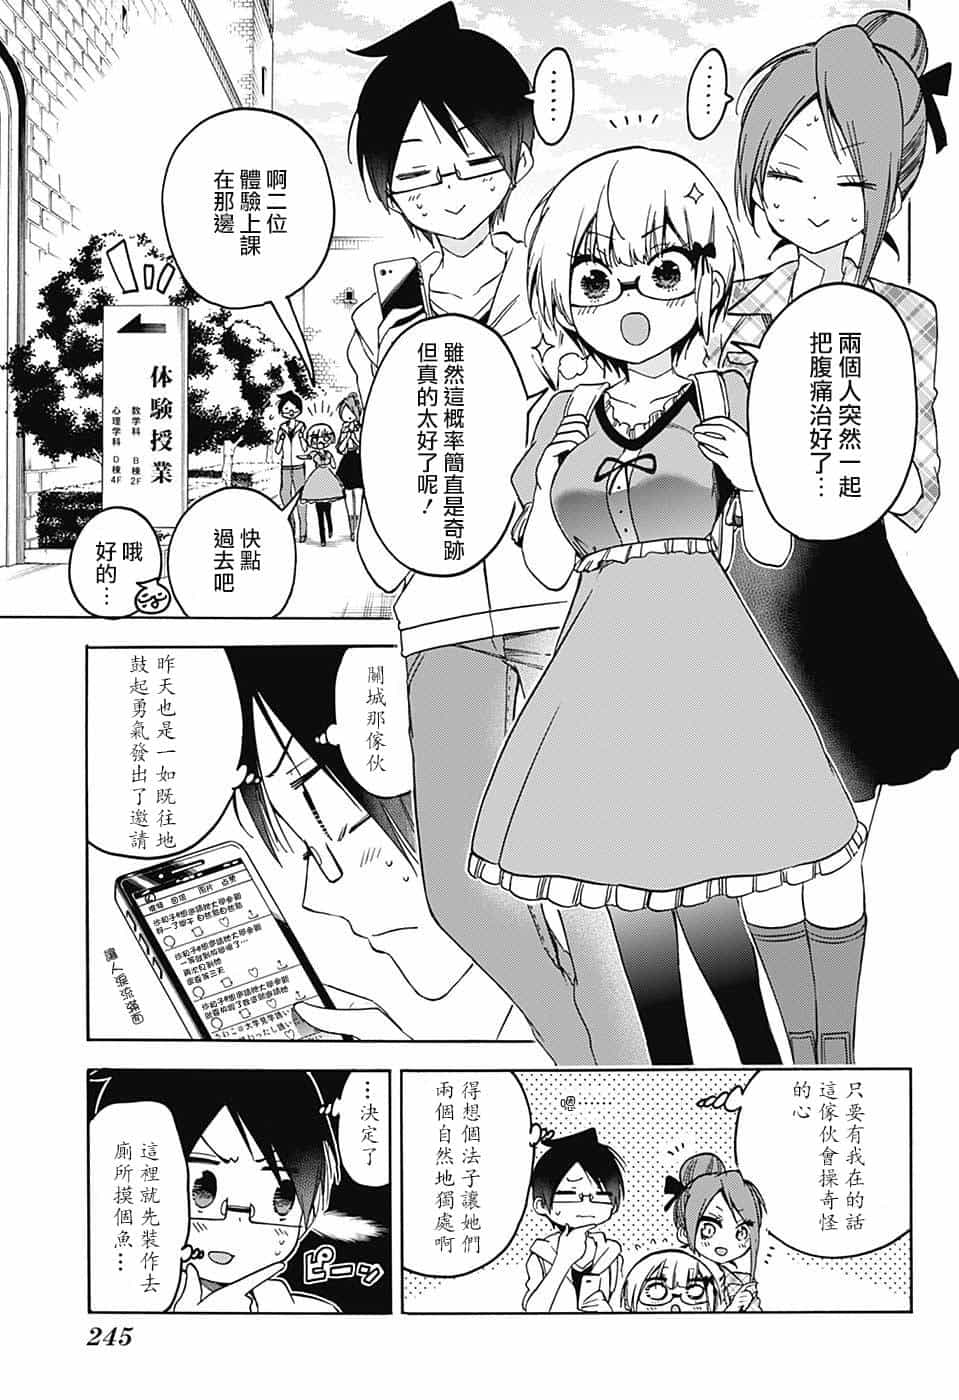 ……
……
兩個人突然一起
把腹痛治好了…
雖然這概率簡直是奇跡
但真的太好了呢！
啊二位
體驗上課
在那邊
体験授業
数学科 B棟2F
心理学科 D棟4F
快點
過去吧
哦
好的…
關城那傢伙
昨天也是一如既往地
鼓起勇氣發出了邀請
讓人淚流滿面
只要有我在的話
這傢伙會操奇怪
的心
嗯……
得想個法子讓她們
兩個自然地獨處啊
…決定了
這裡就先裝作去
廁所摸個魚…
ピーン
245